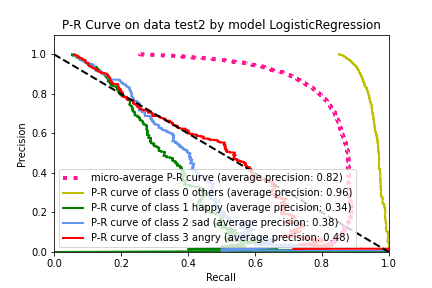 P-R Curve on data test2 by model LogisticRegression
1.0
0.8
0.6
0.4
0.2
0.0
Precision
micro-average P-R curve (average precision: 0.82)
P-R curve of class 0 others (average precision: 0.96)
P-R curve of class 1 happy (average precision: 0.34)
P-R curve of class 2 sad (average precision: 0.38)
P-R curve of class 3 angry (average precision: 0.48)
0.0 0.2 0.4 0.6 0.8 1.0
Recall